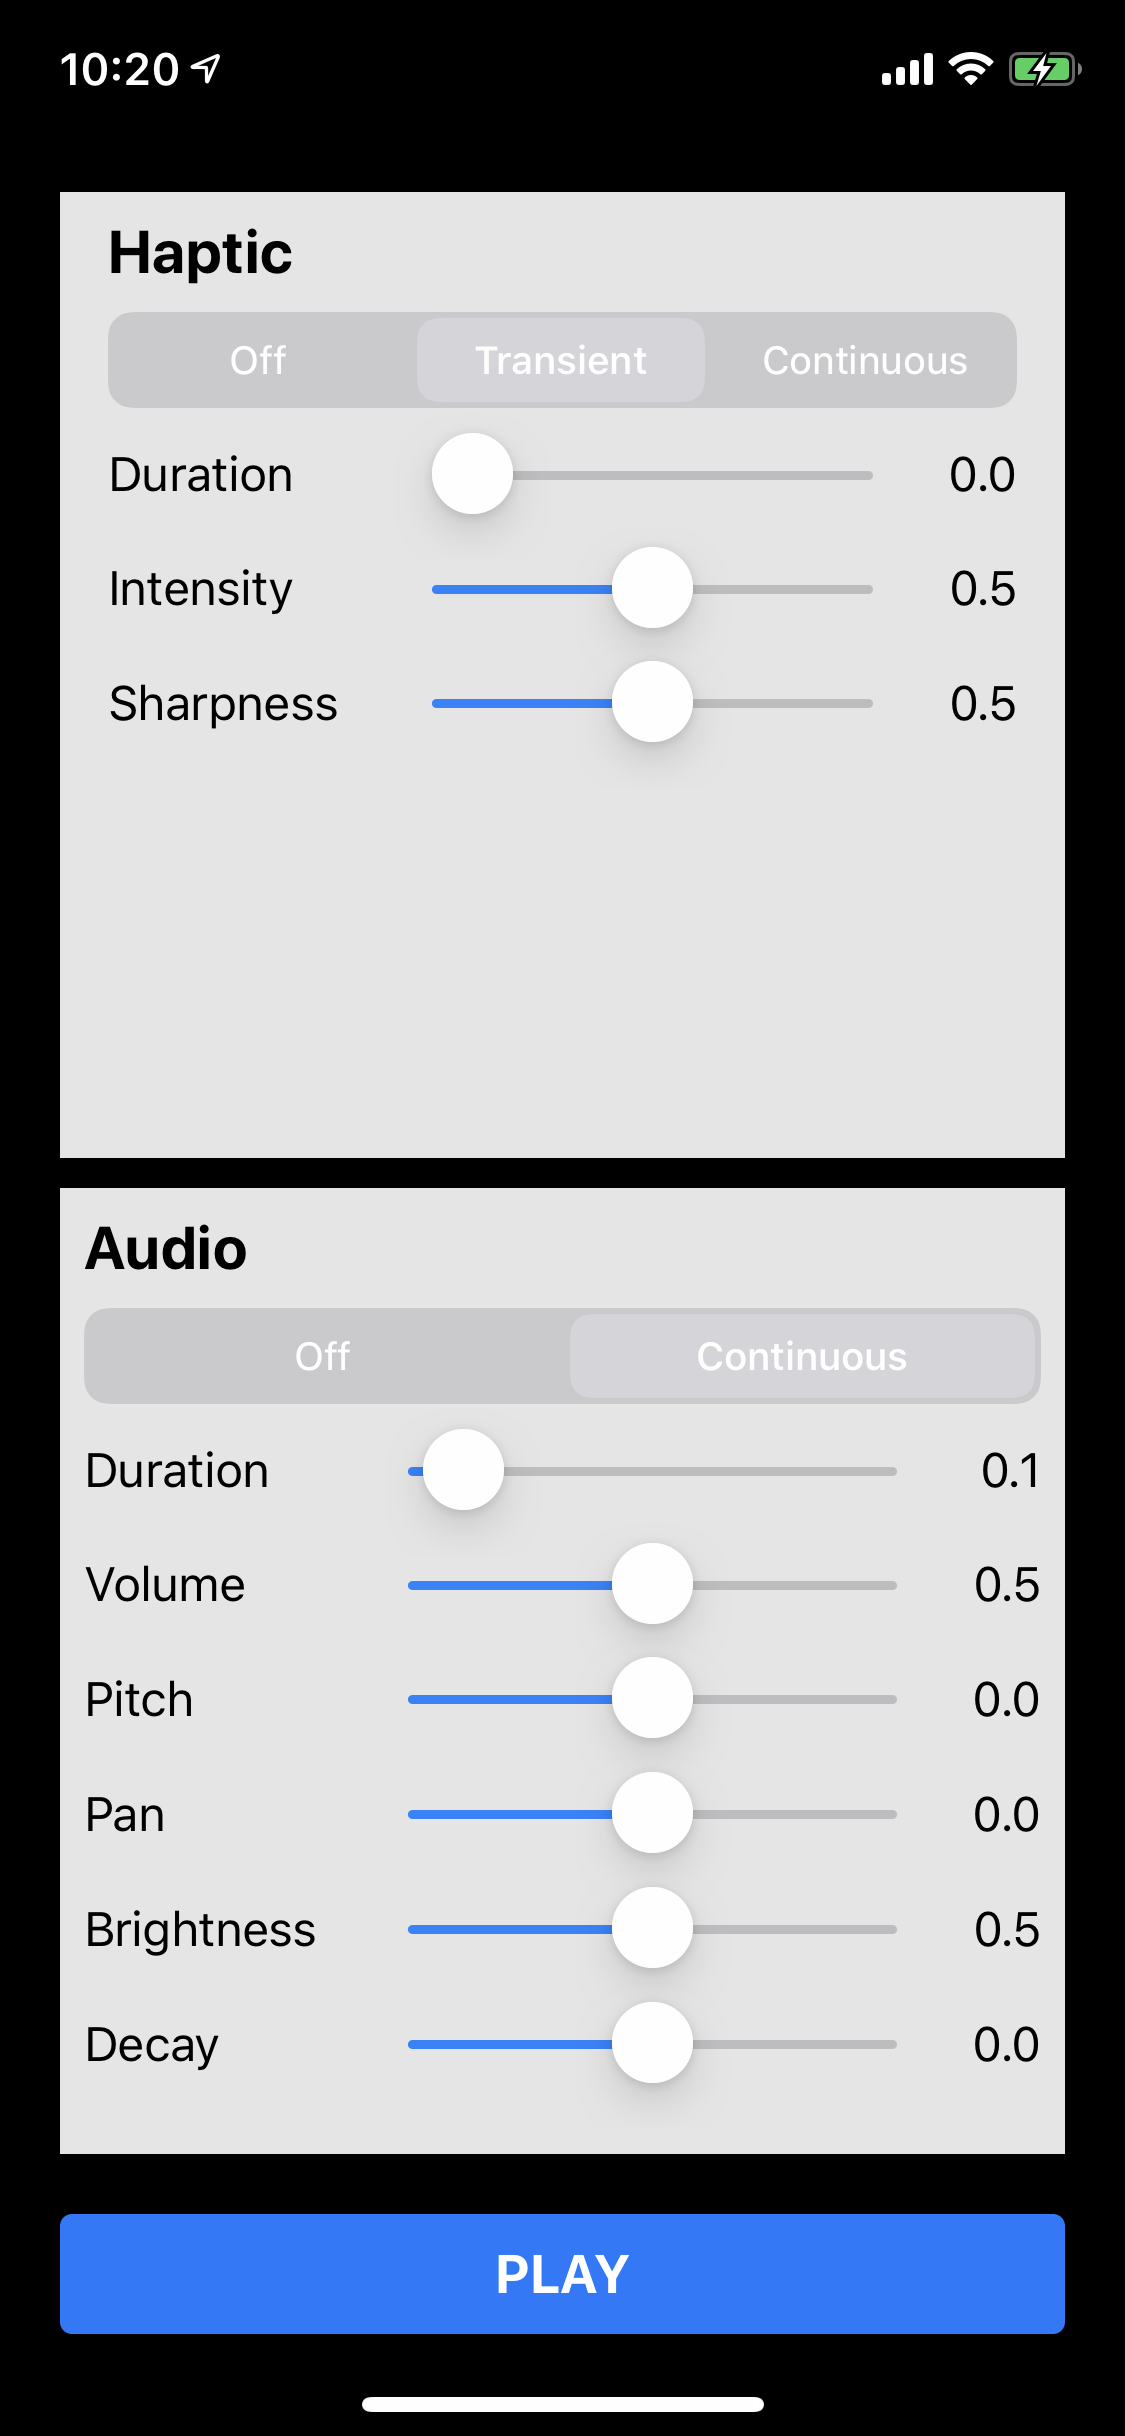 10:20
Haptic
Off Transient Continuous
Duration 0.0
Intensity 0.5
Sharpness 0.5
Audio
Off Continuous
Duration 0.1
Volume 0.5
Pitch 0.0
Pan 0.0
Brightness 0.5
Decay 0.0
PLAY